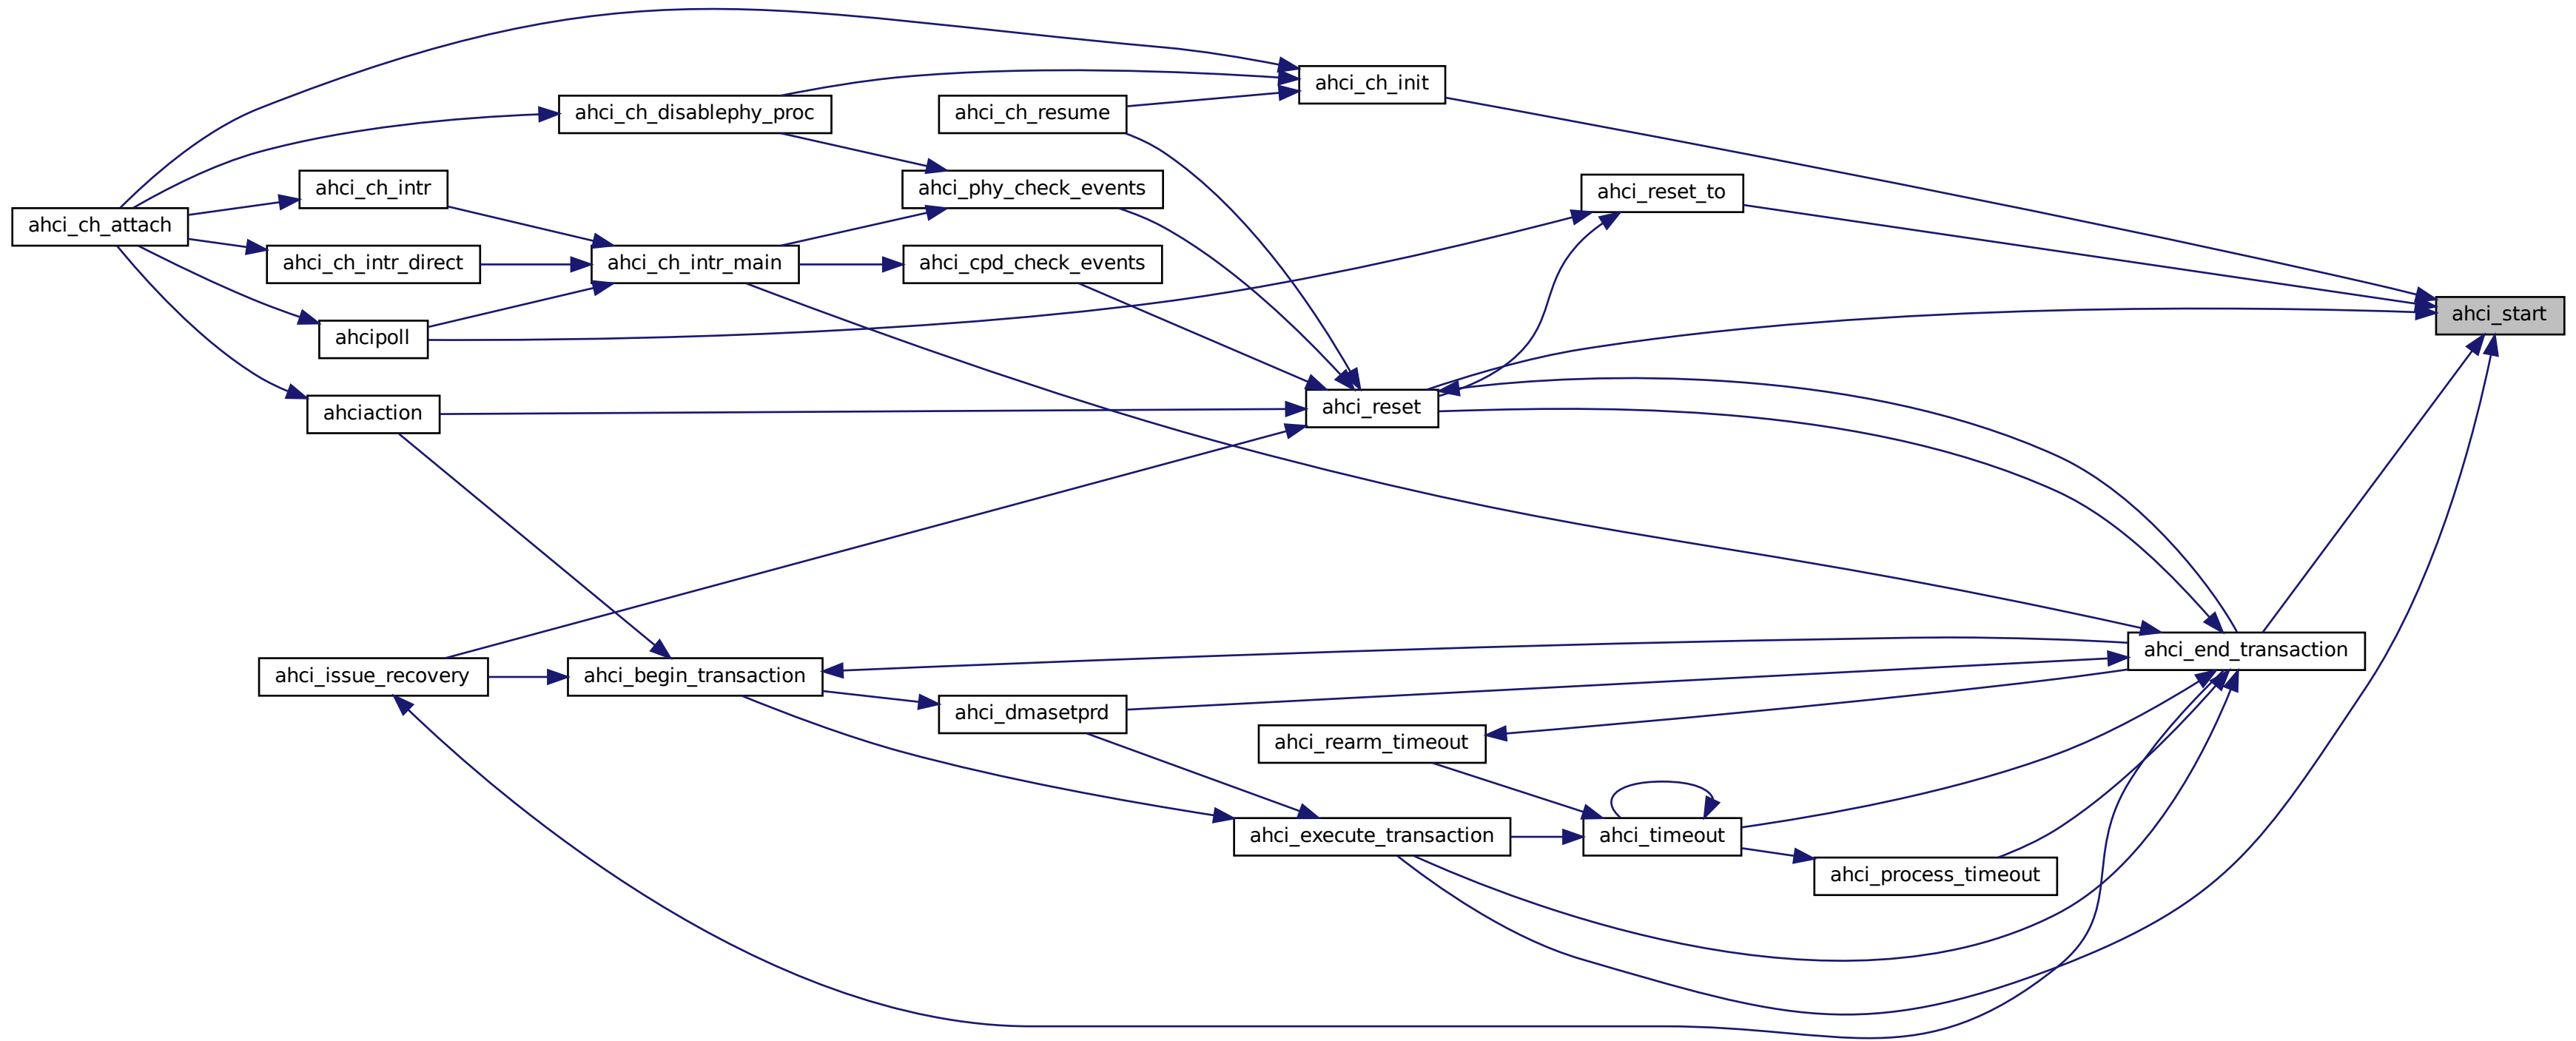 ahci_ch_init
ahci_ch_disablephy_proc
ahci_ch_resume
ahci_ch_intr
ahci_phy_check_events
ahci_reset_to
ahci_ch_attach
ahci_ch_intr_direct
ahci_ch_intr_main
ahci_cpd_check_events
ahci_start
ahcipoll
ahciaction
ahci_reset
ahci_end_transaction
ahci_issue_recovery
ahci_begin_transaction
ahci_dmasetprd
ahci_rearm_timeout
ahci_execute_transaction
ahci_timeout
ahci_process_timeout